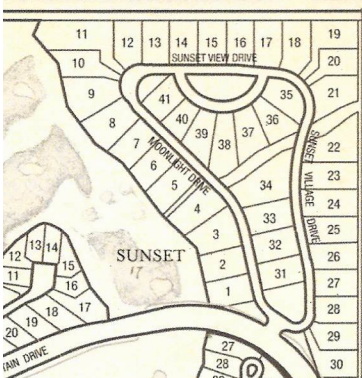 11 12 13 14 15 16 17 18 19
SUNSET VIEW DRIVE
10 20
9 41 35 21
8 40 36
7 39 38 37 22
MOONLIGHT DRIVE
SUNSET VILLAGE DRIVE
6 23
5 34 24
4 33 25
3 32 26
12 13 14
SUNSET
17
11 15 2 31 27
16 1
20 19 18 17 28
29
TAIN DRIVE
27
28 30